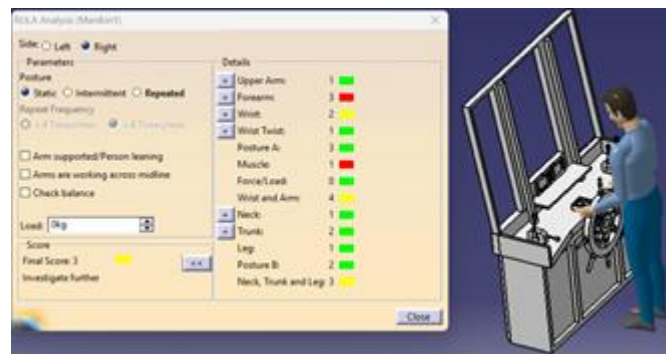 RULA Analysis (Manikin1)
Side: Left Right
Parameters
Posture
Static Intermittent Repeated
Repeat Frequency
Arm supported/Person leaning
Arms are working across midline
Check balance
Load: 0kg
Score
Final Score: 3
Investigate further
<<
Details
Upper Arm: 1
Forearm: 3
Wrist: 2
Wrist Twist: 1
Posture A: 3
Muscle: 1
Force/Load: 0
Wrist and Arm: 4
Neck: 1
Trunk: 2
Leg: 1
Posture B: 2
Neck, Trunk and Leg: 3
Close